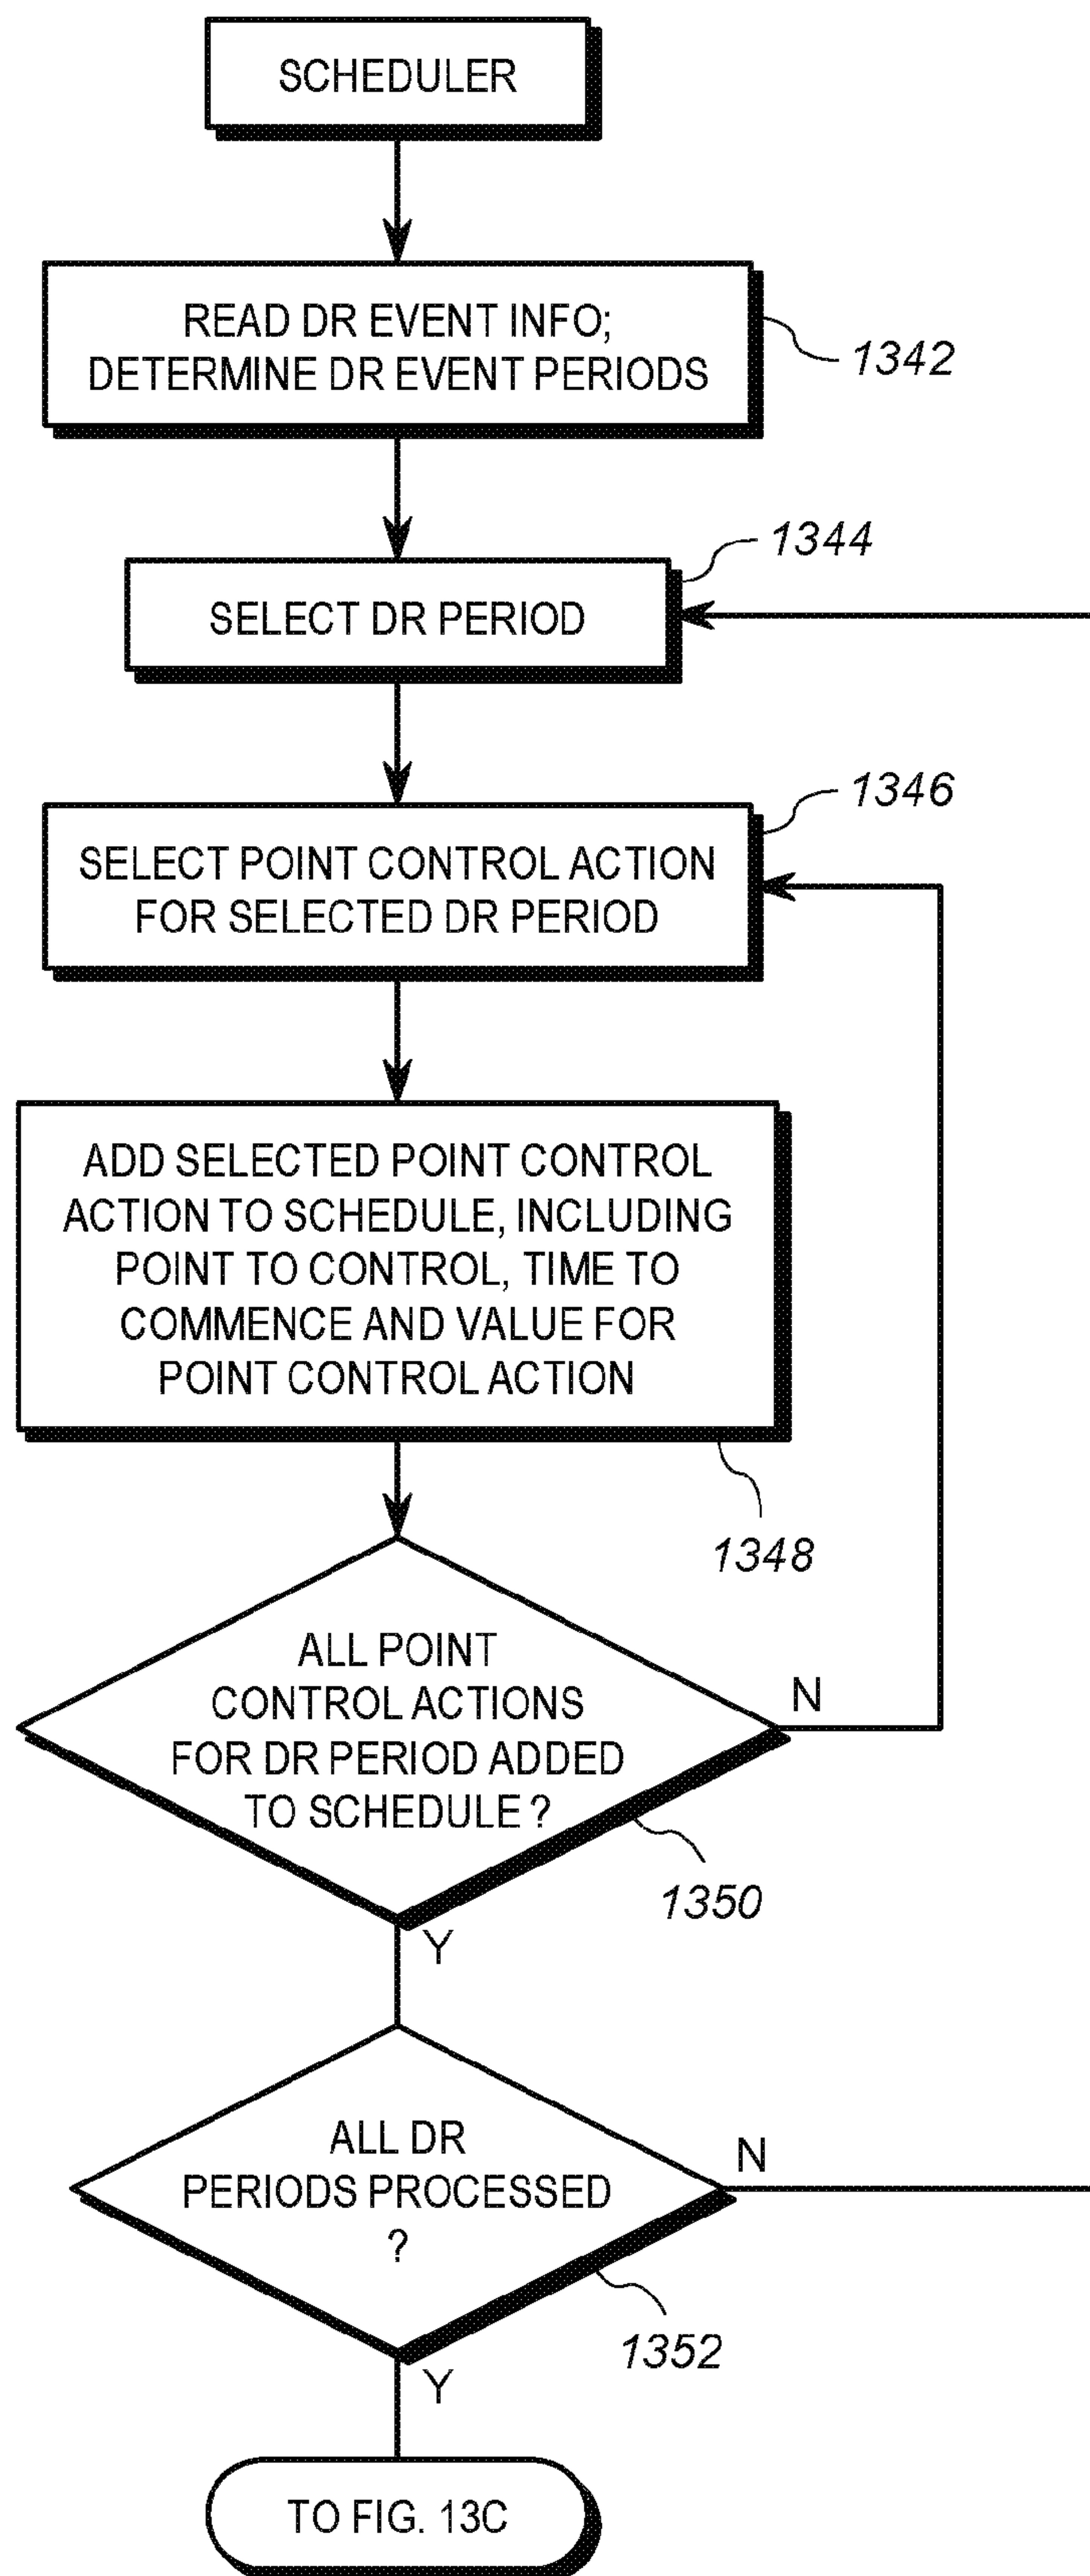 SCHEDULER
READ DR EVENT INFO;
DETERMINE DR EVENT PERIODS
1342
1344
SELECT DR PERIOD
1346
SELECT POINT CONTROL ACTION
FOR SELECTED DR PERIOD
ADD SELECTED POINT CONTROL
ACTION TO SCHEDULE, INCLUDING
POINT TO CONTROL, TIME TO
COMMENCE AND VALUE FOR
POINT CONTROL ACTION
1348
ALL POINT
CONTROL ACTIONS
FOR DR PERIOD ADDED
TO SCHEDULE?
N
1350
Y
ALL DR
PERIODS PROCESSED
?
N
1352
Y
TO FIG. 13C